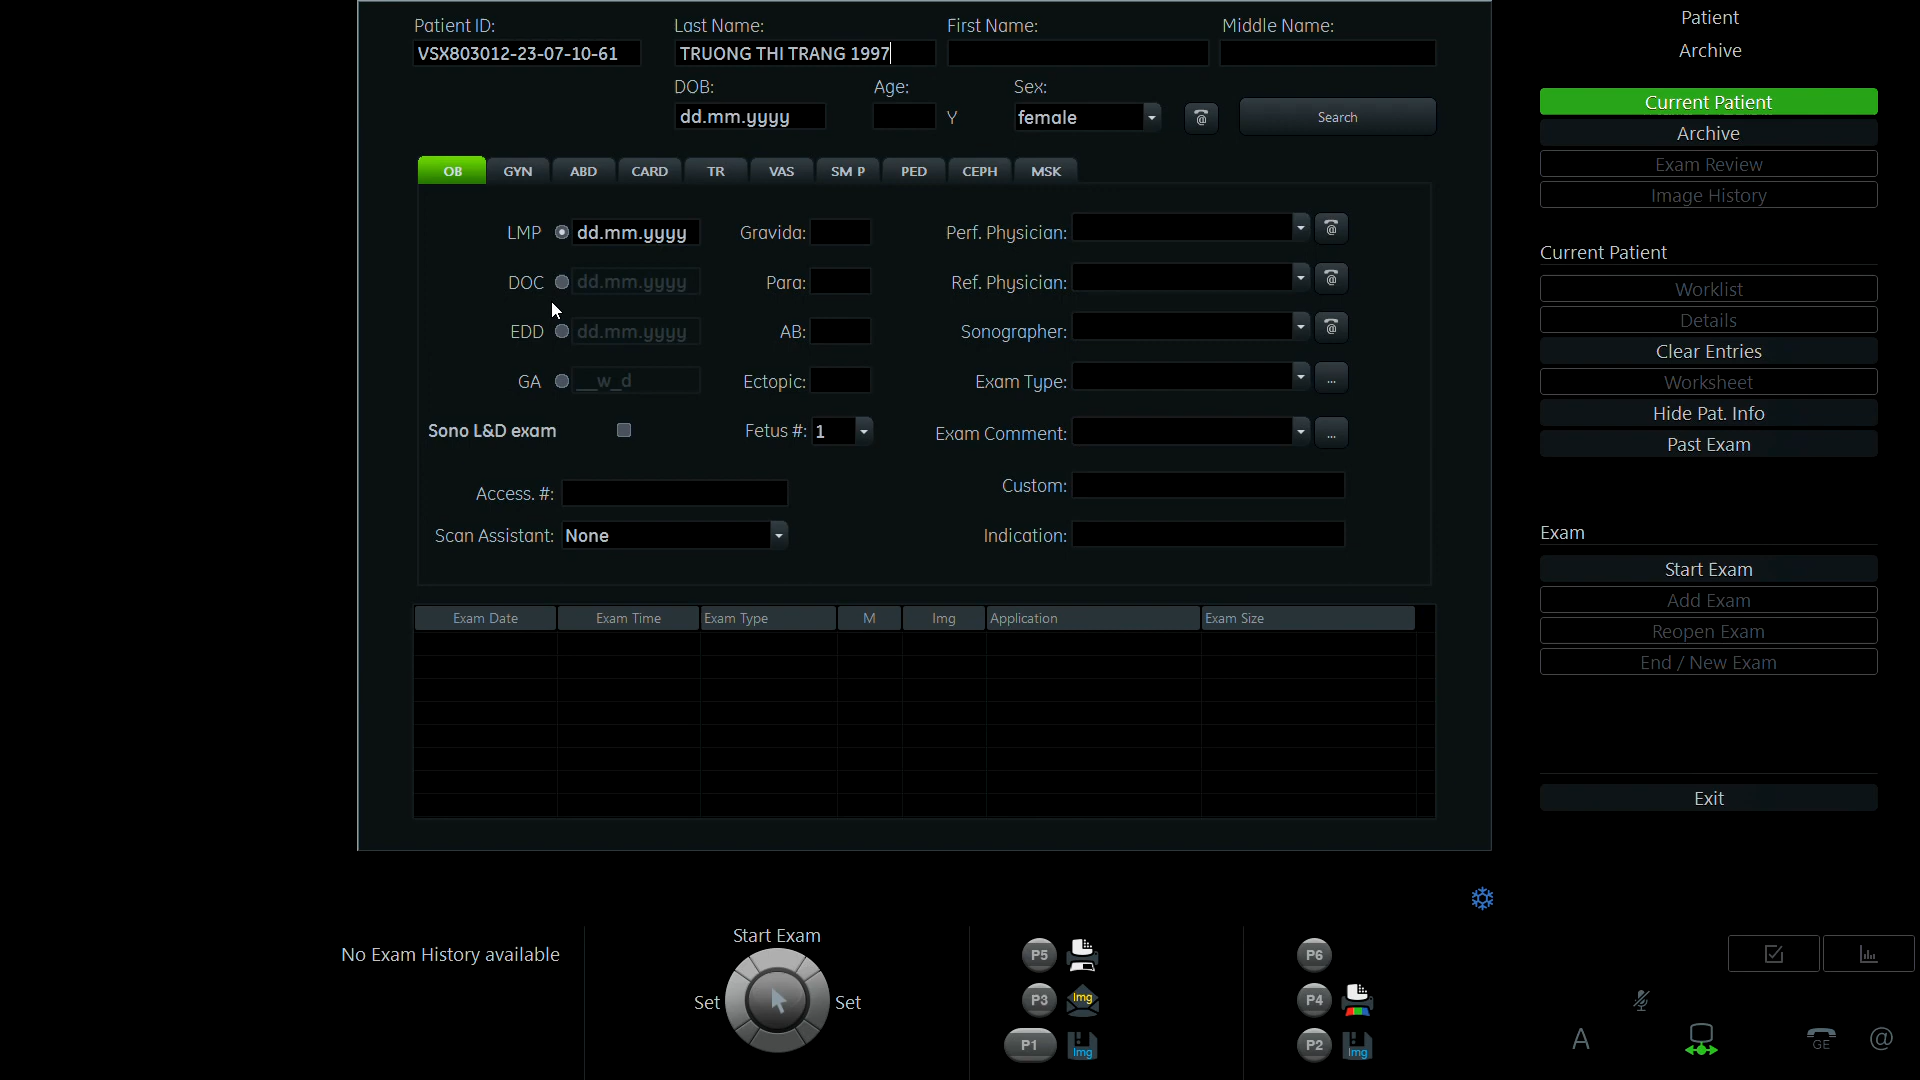 Patient ID: Last Name: First Name: Middle Name:
VSX803012-23-07-10-61 TRUONG THI TRANG 1997
DOB: Age: Sex:
dd.mm.yyyy Y female @ Search
OB GYN ABD CARD TR VAS SM P PED CEPH MSK
LMP dd.mm.yyyy Gravida: Perf. Physician: @
DOC dd.mm.yyyy Para: Ref. Physician: @
EDD dd.mm.yyyy AB: Sonographer: @
GA __w_d Ectopic: Exam Type: ...
Sono L&D exam Fetus #: 1 Exam Comment: ...
Access. #: Custom:
Scan Assistant: None Indication:
Exam Date Exam Time Exam Type M Img Application Exam Size
Patient
Archive
Current Patient
Archive
Exam Review
Image History
Current Patient
Worklist
Details
Clear Entries
Worksheet
Hide Pat. Info
Past Exam
Exam
Start Exam
Add Exam
Reopen Exam
End / New Exam
Exit
No Exam History available
Start Exam
Set Set
P5
P3 Img
P1 Img
P6
P4
P2 Img
A GE @